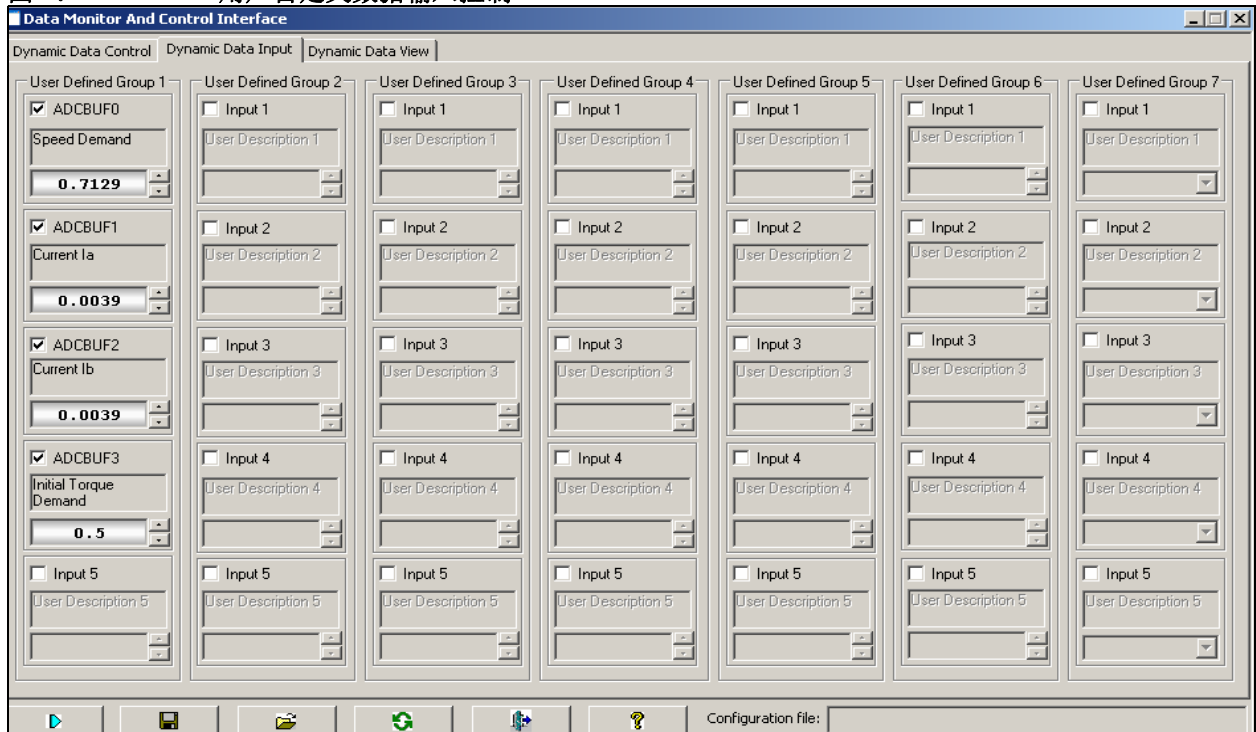 Data Monitor And Control Interface
Dynamic Data Control Dynamic Data Input Dynamic Data View
User Defined Group 1 User Defined Group 2 User Defined Group 3 User Defined Group 4 User Defined Group 5 User Defined Group 6 User Defined Group 7
ADCBUF0 Input 1 Input 1 Input 1 Input 1 Input 1 Input 1
Speed Demand User Description 1 User Description 1 User Description 1 User Description 1 User Description 1 User Description 1
0.7129
ADCBUF1 Input 2 Input 2 Input 2 Input 2 Input 2 Input 2
Current Ia User Description 2 User Description 2 User Description 2 User Description 2 User Description 2 User Description 2
0.0039
ADCBUF2 Input 3 Input 3 Input 3 Input 3 Input 3 Input 3
Current Ib User Description 3 User Description 3 User Description 3 User Description 3 User Description 3 User Description 3
0.0039
ADCBUF3 Input 4 Input 4 Input 4 Input 4 Input 4 Input 4
Initial Torque
Demand User Description 4 User Description 4 User Description 4 User Description 4 User Description 4 User Description 4
0.5
Input 5 Input 5 Input 5 Input 5 Input 5 Input 5 Input 5
User Description 5 User Description 5 User Description 5 User Description 5 User Description 5 User Description 5 User Description 5
Configuration file: